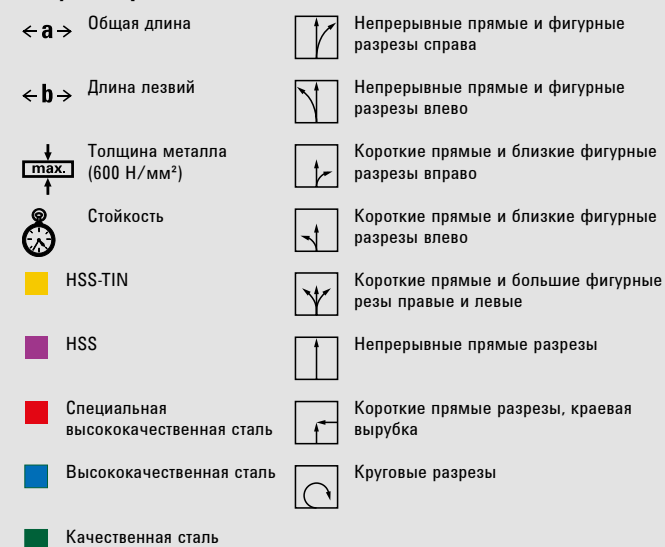 a
Общая длина
b
Длина лезвий
max.
Толщина металла
(600 Н/мм²)
Стойкость
HSS-TIN
HSS
Специальная
высококачественная сталь
Высококачественная сталь
Качественная сталь
Непрерывные прямые и фигурные
разрезы справа
Непрерывные прямые и фигурные
разрезы влево
Короткие прямые и близкие фигурные
разрезы вправо
Короткие прямые и близкие фигурные
разрезы влево
Короткие прямые и большие фигурные
резы правые и левые
Непрерывные прямые разрезы
Короткие прямые разрезы, краевая
вырубка
Круговые разрезы